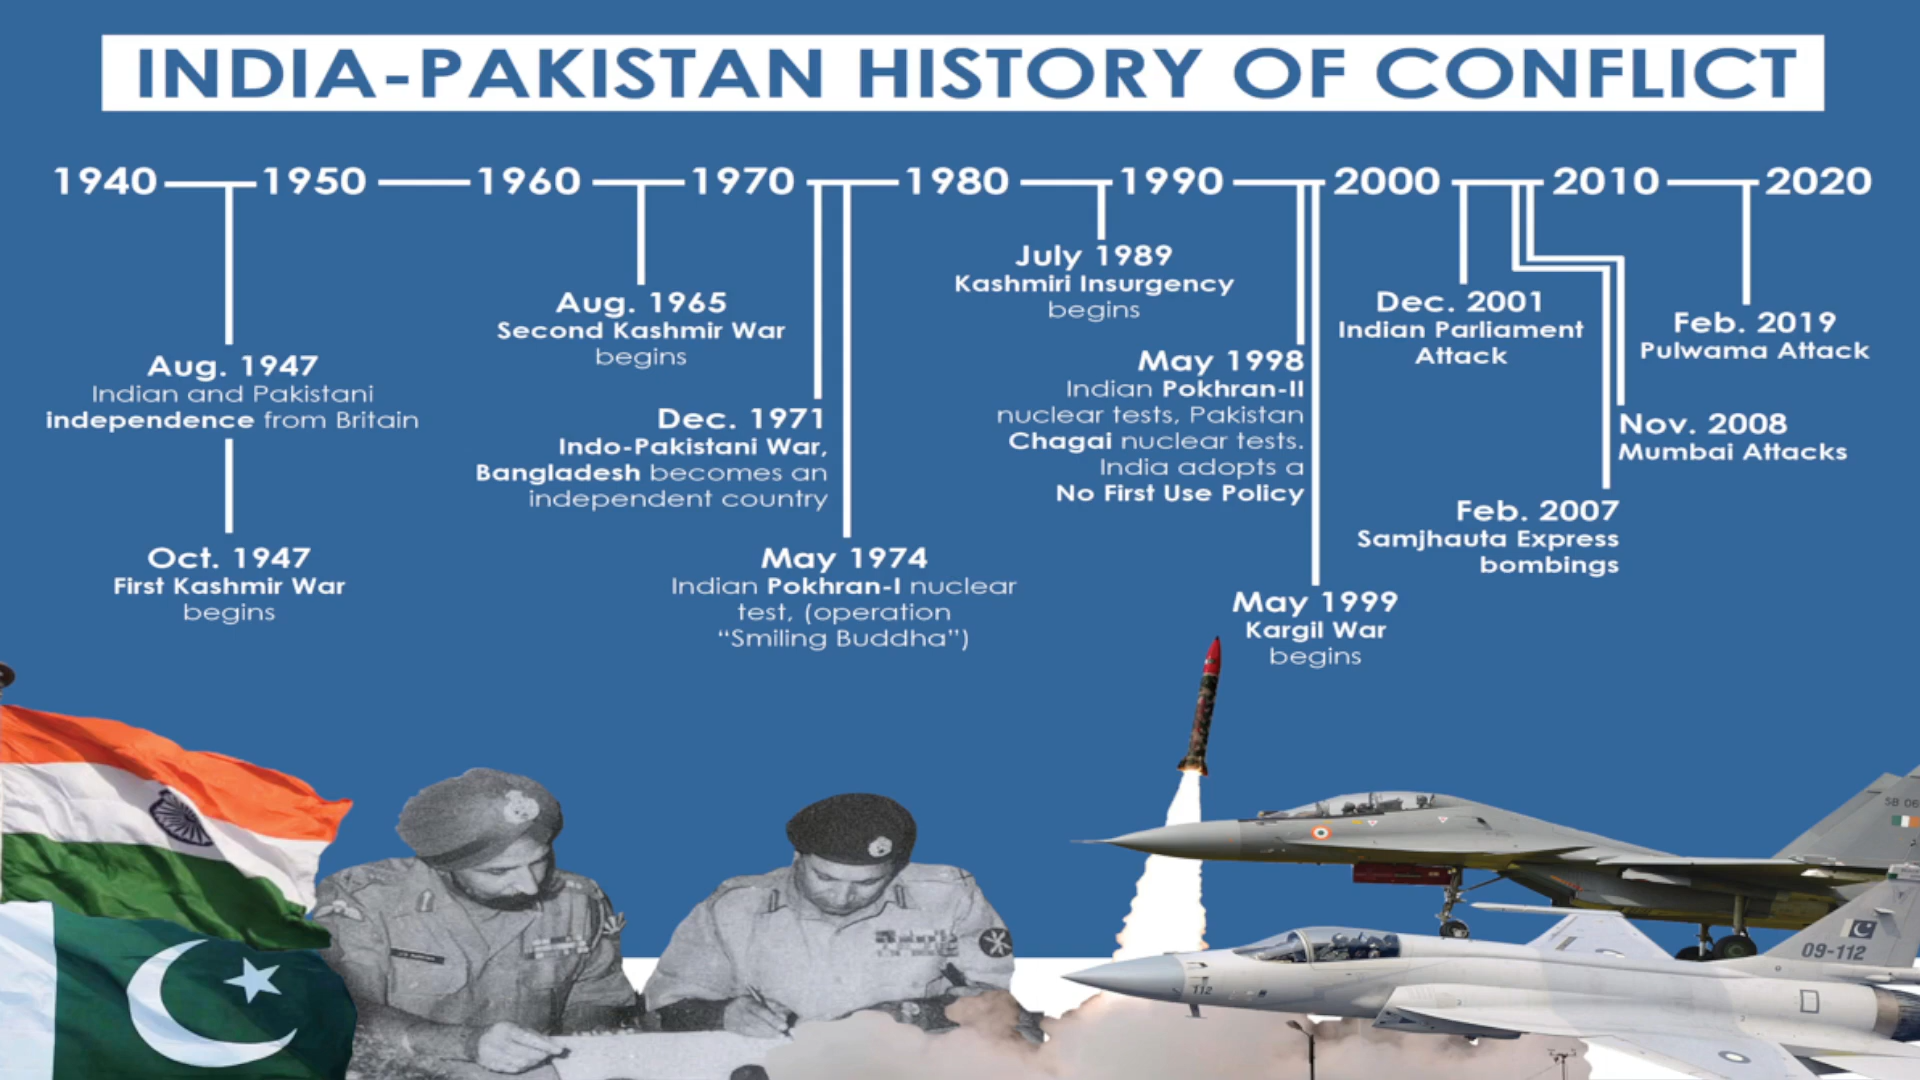 INDIA-PAKISTAN HISTORY OF CONFLICT
1940 1950 1960 1970 1980 1990 2000 2010 2020
Aug. 1947
Indian and Pakistani
independence from Britain
Oct. 1947
First Kashmir War
begins
Aug. 1965
Second Kashmir War
begins
Dec. 1971
Indo-Pakistani War,
Bangladesh becomes an
independent country
May 1974
Indian Pokhran-I nuclear
test, (operation
“Smiling Buddha”)
July 1989
Kashmiri Insurgency
begins
May 1998
Indian Pokhran-II
nuclear tests, Pakistan
Chagai nuclear tests.
India adopts a
No First Use Policy
May 1999
Kargil War
begins
Dec. 2001
Indian Parliament
Attack
Feb. 2007
Samjhauta Express
bombings
Nov. 2008
Mumbai Attacks
Feb. 2019
Pulwama Attack
09-112
112